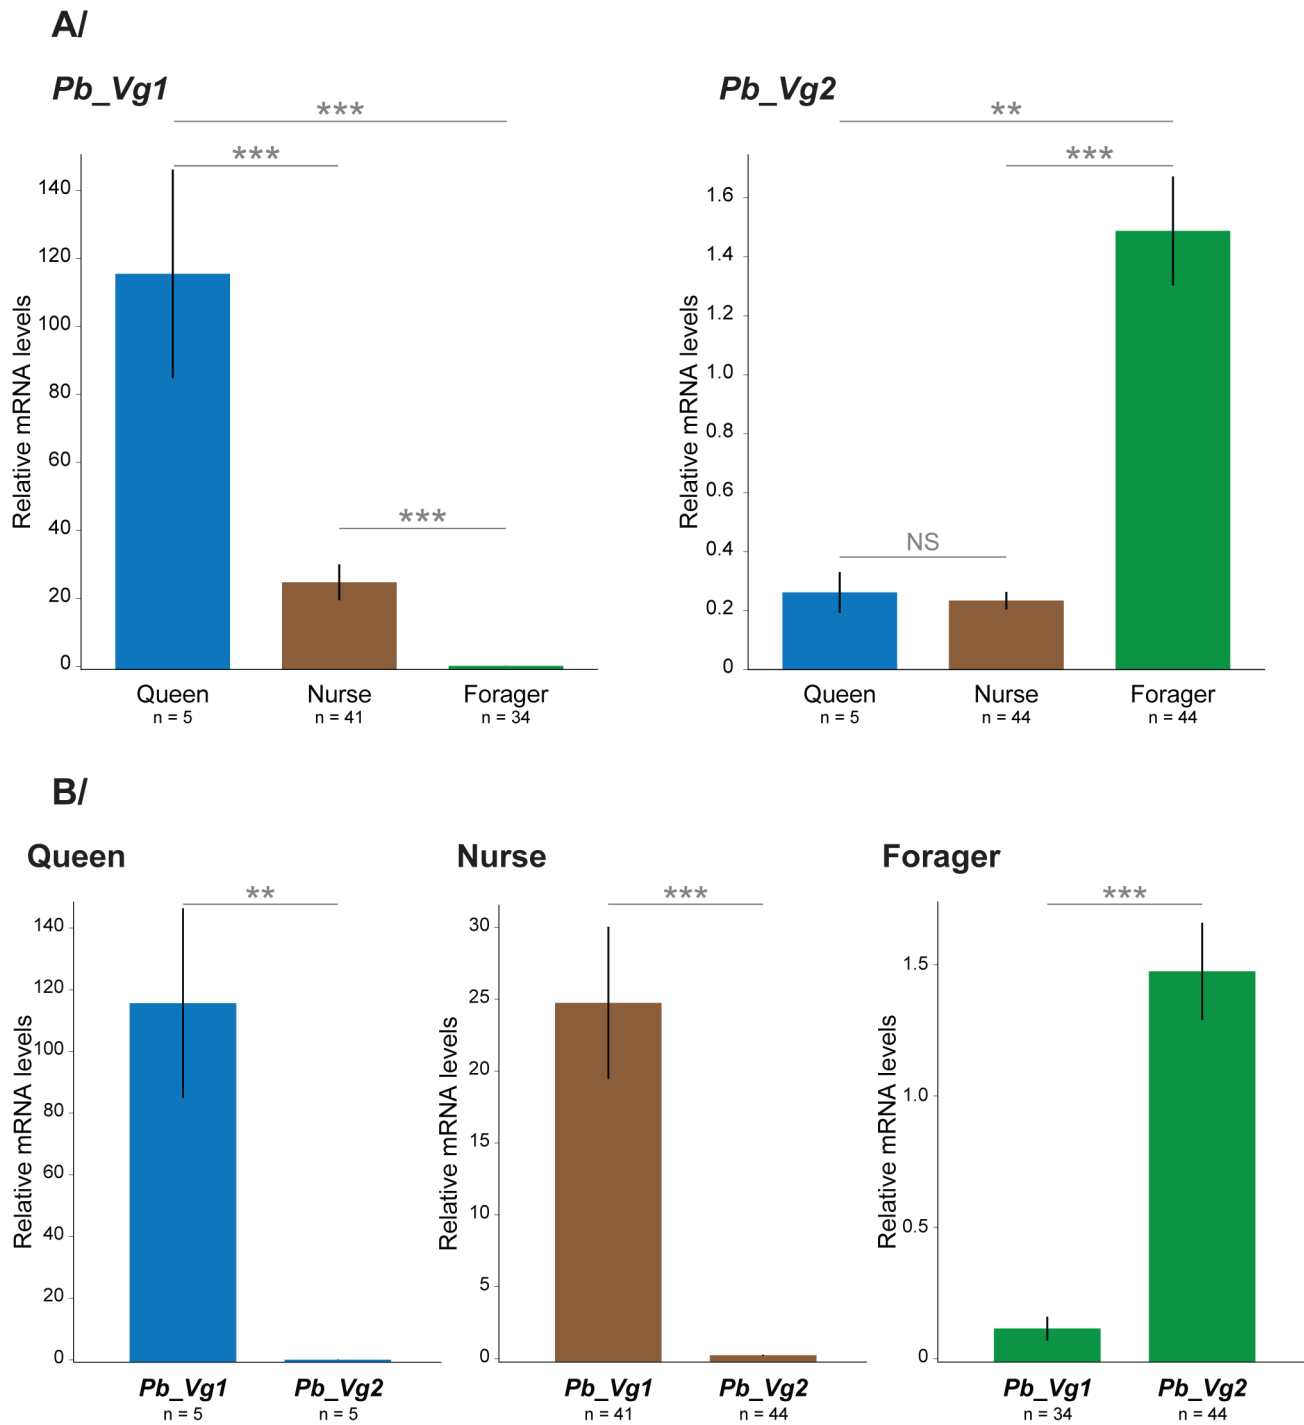 A/
Pb_Vg1
***
***
***
Relative mRNA levels
140
120
100
80
60
40
20
0
Queen
n = 5
Nurse
n = 41
Forager
n = 34
Pb_Vg2
**
***
NS
Relative mRNA levels
1.6
1.4
1.2
1.0
0.8
0.6
0.4
0.2
0
Queen
n = 5
Nurse
n = 44
Forager
n = 44
B/
Queen
**
Relative mRNA levels
140
120
100
80
60
40
20
0
Pb_Vg1
n = 5
Pb_Vg2
n = 5
Nurse
***
Relative mRNA levels
30
25
20
15
10
5
0
Pb_Vg1
n = 41
Pb_Vg2
n = 44
Forager
***
Relative mRNA levels
1.5
1.0
0.5
0
Pb_Vg1
n = 34
Pb_Vg2
n = 44